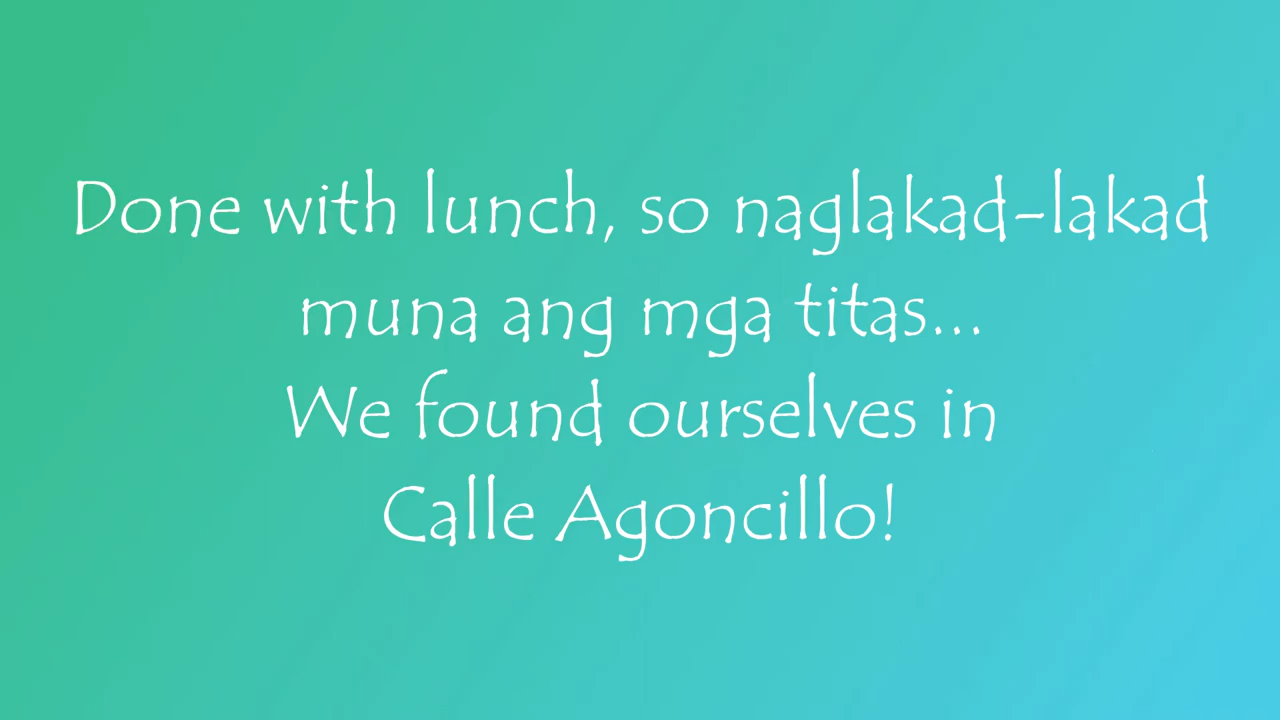 Done with lunch, so naglakad-lakad
muna ang mga titas...
We found ourselves in
Calle Agoncillo!